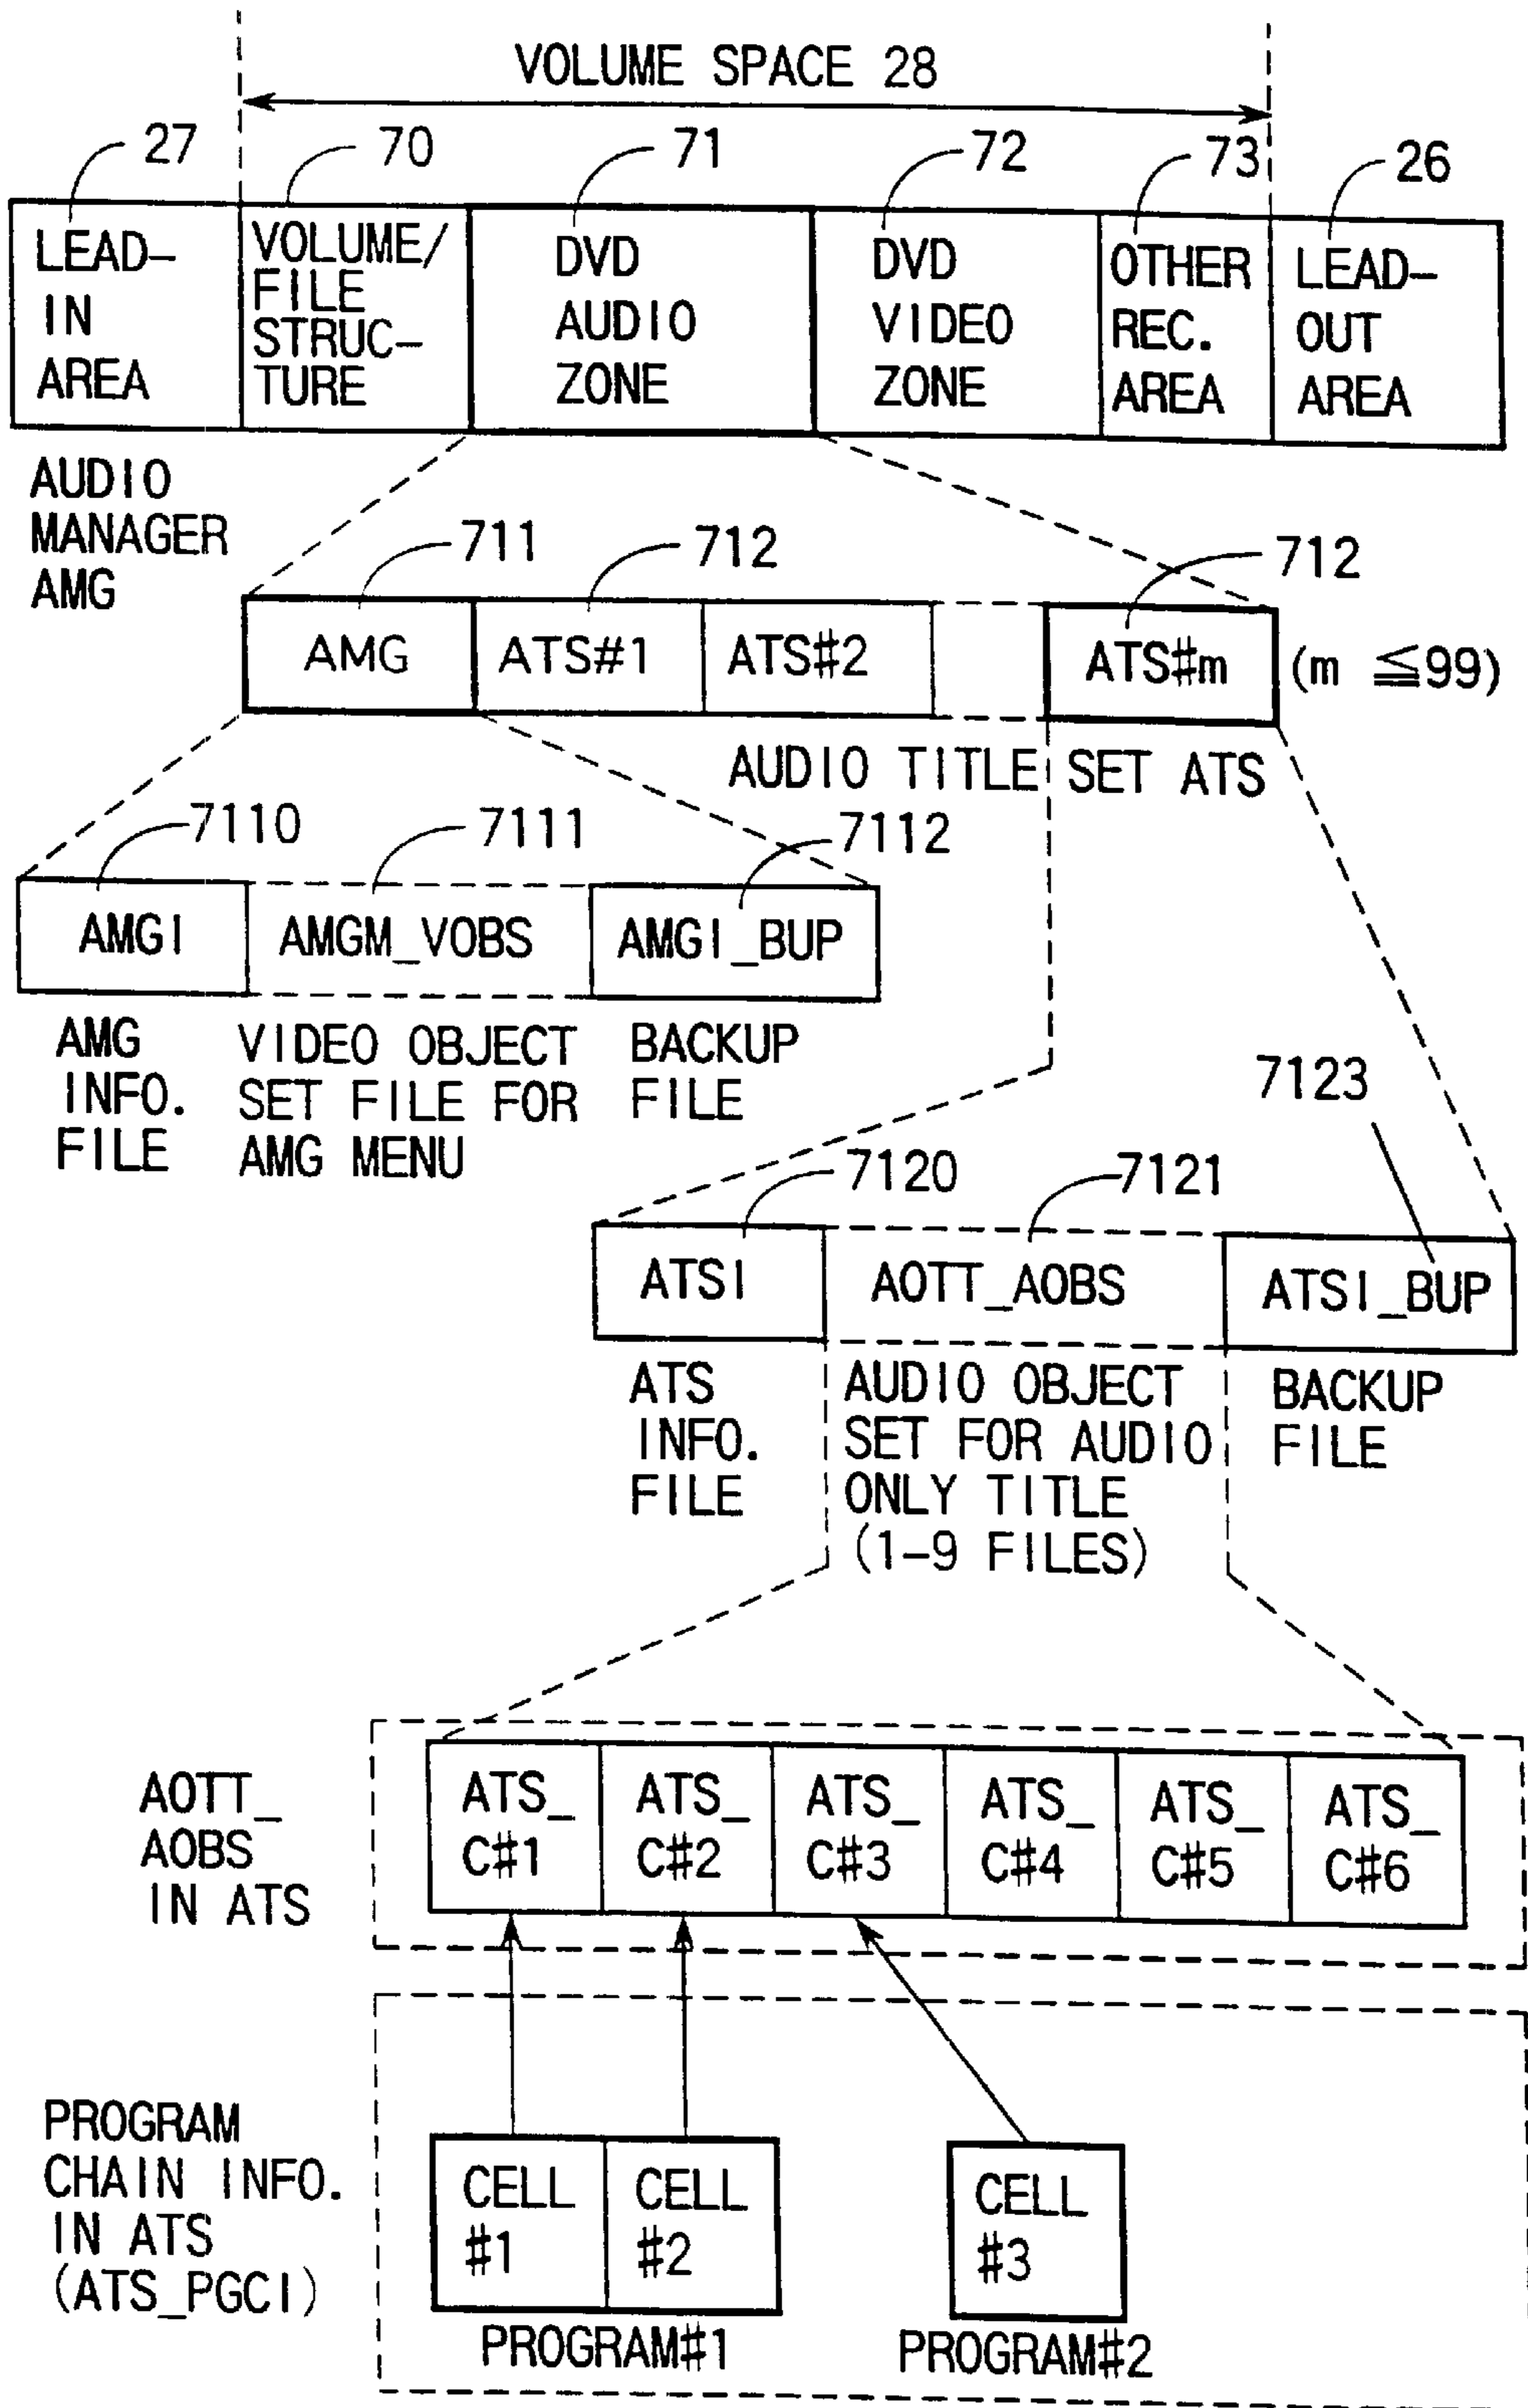 VOLUME SPACE 28
27
70
71
72
73
26
LEAD-
IN
AREA
VOLUME/
FILE
STRUC-
TURE
DVD
AUDIO
ZONE
DVD
VIDEO
ZONE
OTHER
REC.
AREA
LEAD-
OUT
AREA
AUDIO
MANAGER
AMG
711
712
712
AMG
ATS#1
ATS#2
ATS#m
(m ≦99)
AUDIO TITLE SET ATS
7110
7111
7112
AMGI
AMGM_VOBS
AMGI_BUP
AMG
INFO.
FILE
VIDEO OBJECT
SET FILE FOR
AMG MENU
BACKUP
FILE
7123
7120
7121
ATSI
AOTT_AOBS
ATSI_BUP
ATS
INFO.
FILE
AUDIO OBJECT
SET FOR AUDIO
ONLY TITLE
(1-9 FILES)
BACKUP
FILE
AOTT_
AOBS
IN ATS
ATS_
C#1
ATS_
C#2
ATS_
C#3
ATS_
C#4
ATS_
C#5
ATS_
C#6
PROGRAM
CHAIN INFO.
IN ATS
(ATS_PGCI)
CELL
#1
CELL
#2
CELL
#3
PROGRAM#1
PROGRAM#2